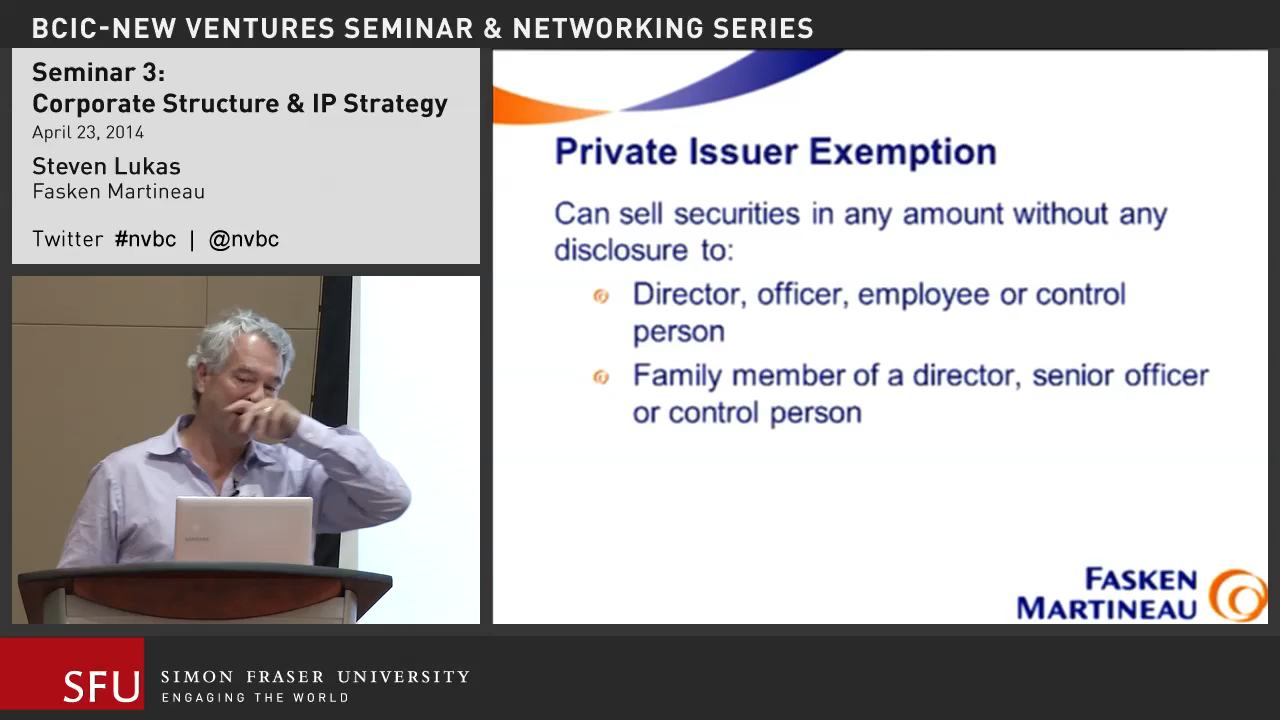 BCIC-NEW VENTURES SEMINAR & NETWORKING SERIES
Seminar 3:
Corporate Structure & IP Strategy
April 23, 2014
Steven Lukas
Fasken Martineau
Twitter #nvbc | @nvbc
Private Issuer Exemption
Can sell securities in any amount without any
disclosure to:
Director, officer, employee or control
person
Family member of a director, senior officer
or control person
SAMSUNG
FASKEN
MARTINEAU
SFU
SIMON FRASER UNIVERSITY
ENGAGING THE WORLD